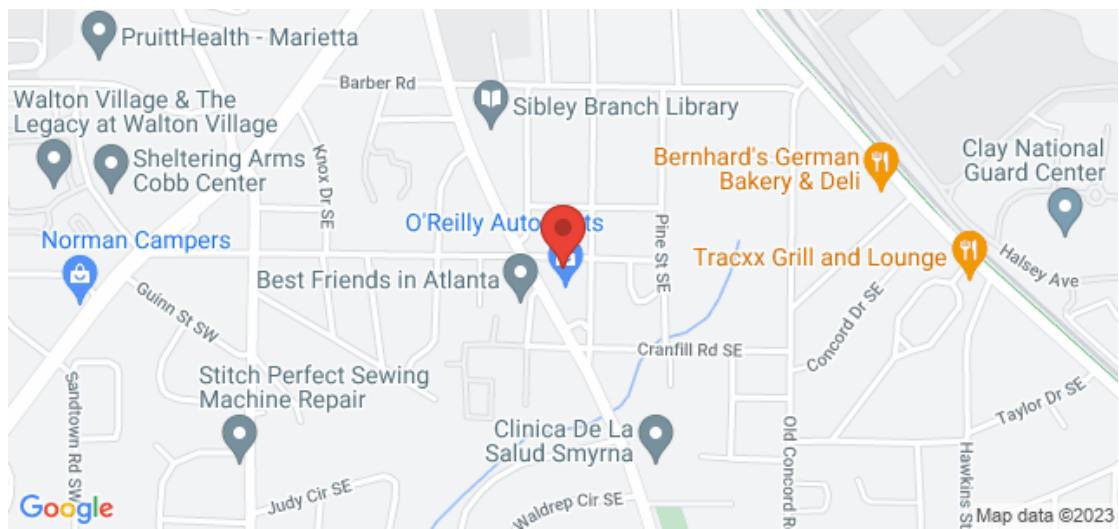 PruittHealth - Marietta
Barber Rd
Walton Village & The
Legacy at Walton Village
Sibley Branch Library
Sheltering Arms
Cobb Center
Knox Dr SE
Bernhard's German
Bakery & Deli
Clay National
Guard Center
O'Reilly Auto
ts
Pine St SE
Norman Campers
Best Friends in Atlanta
Tracxx Grill and Lounge
Halsey Ave
Guinn St SW
Concord Dr SE
Cranfill Rd SE
Stitch Perfect Sewing
Machine Repair
Sandtown Rd SW
Taylor Dr SE
Clinica De La
Salud Smyrna
Old Concord R
Hawkins St
Judy Cir SE
Waldrep Cir SE
Google
Map data ©2023